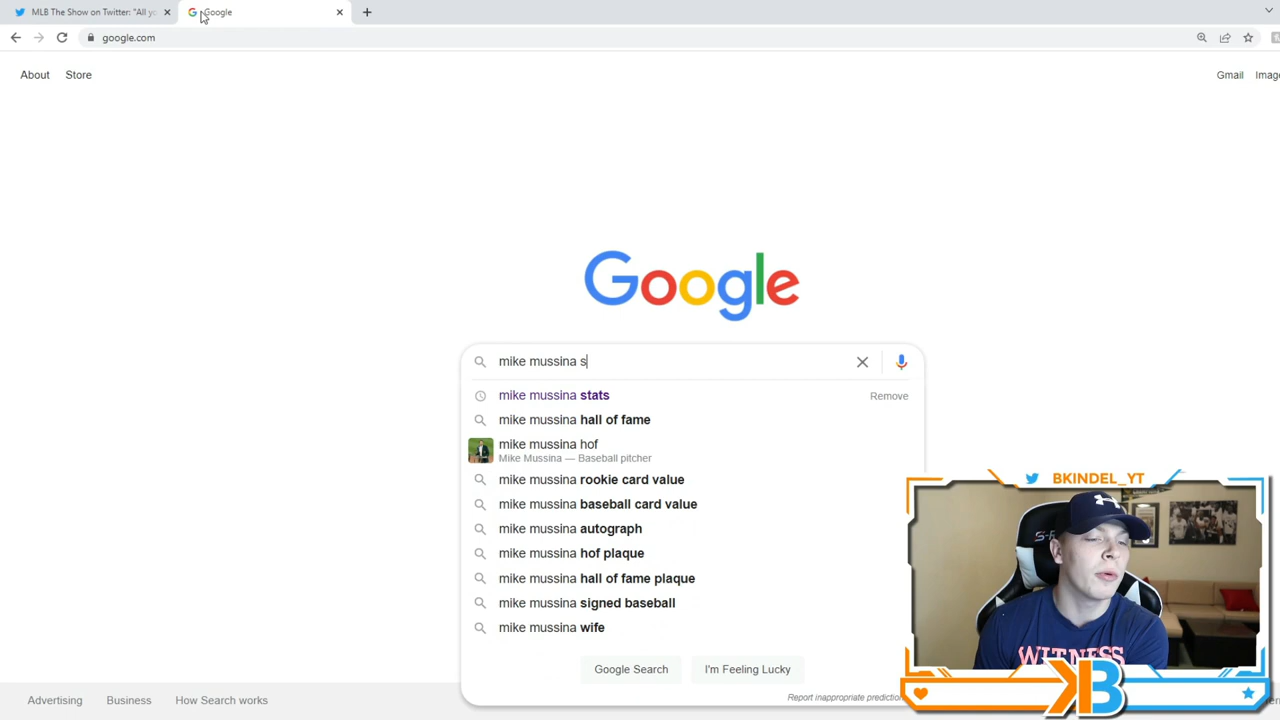 MLB The Show on Twitter: "All yo
Google
google.com
About
Store
Gmail
Image
Google
mike mussina s
mike mussina stats
Remove
mike mussina hall of fame
mike mussina hof
Mike Mussina — Baseball pitcher
mike mussina rookie card value
mike mussina baseball card value
mike mussina autograph
mike mussina hof plaque
mike mussina hall of fame plaque
mike mussina signed baseball
mike mussina wife
Google Search
I'm Feeling Lucky
Report inappropriate predictio
Advertising
Business
How Search works
BKINDEL_YT
WITNESS
KB